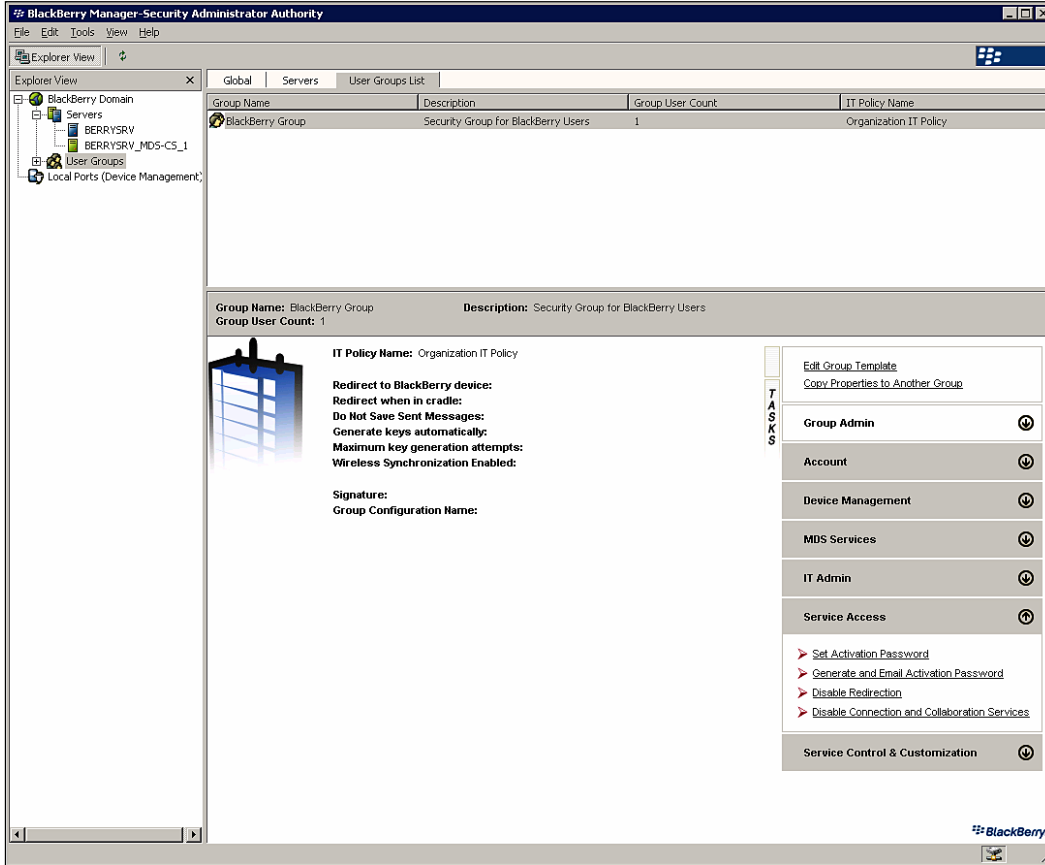 BlackBerry Manager-Security Administrator Authority
File Edit Tools View Help
Explorer View
Explorer View
BlackBerry Domain
Servers
BERRYSRV
BERRYSRV_MDS-CS_1
User Groups
Local Ports (Device Management)
Global Servers User Groups List
Group Name Description Group User Count IT Policy Name
BlackBerry Group Security Group for BlackBerry Users 1 Organization IT Policy
Group Name: BlackBerry Group Description: Security Group for BlackBerry Users
Group User Count: 1
IT Policy Name: Organization IT Policy
Redirect to BlackBerry device:
Redirect when in cradle:
Do Not Save Sent Messages:
Generate keys automatically:
Maximum key generation attempts:
Wireless Synchronization Enabled:
Signature:
Group Configuration Name:
TASKS
Edit Group Template
Copy Properties to Another Group
Group Admin
Account
Device Management
MDS Services
IT Admin
Service Access
Set Activation Password
Generate and Email Activation Password
Disable Redirection
Disable Connection and Collaboration Services
Service Control & Customization
BlackBerry